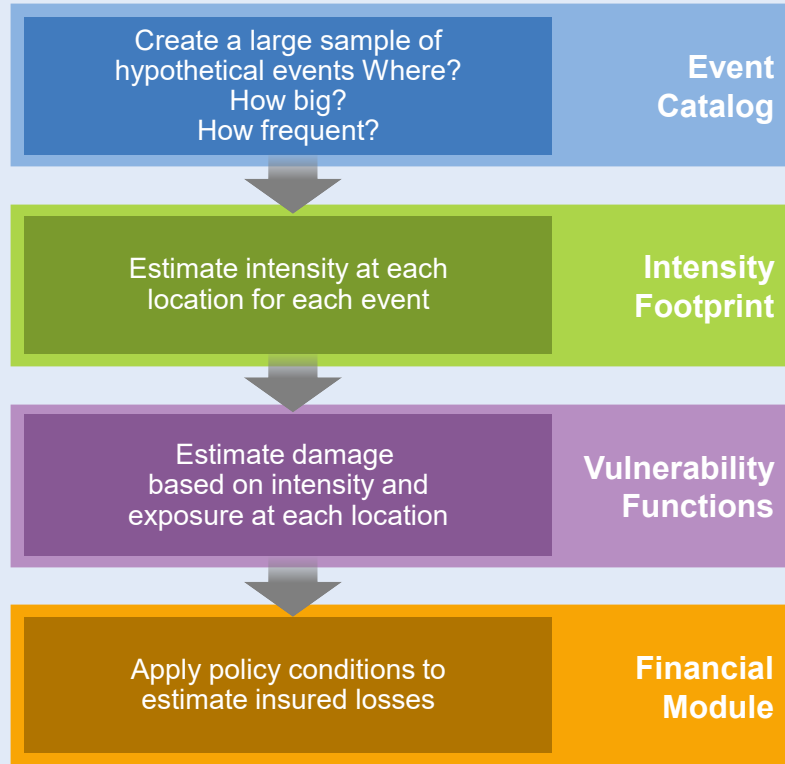 Create a large sample of
hypothetical events Where?
How big?
How frequent?
Event
Catalog
Estimate intensity at each
location for each event
Intensity
Footprint
Estimate damage
based on intensity and
exposure at each location
Vulnerability
Functions
Apply policy conditions to
estimate insured losses
Financial
Module